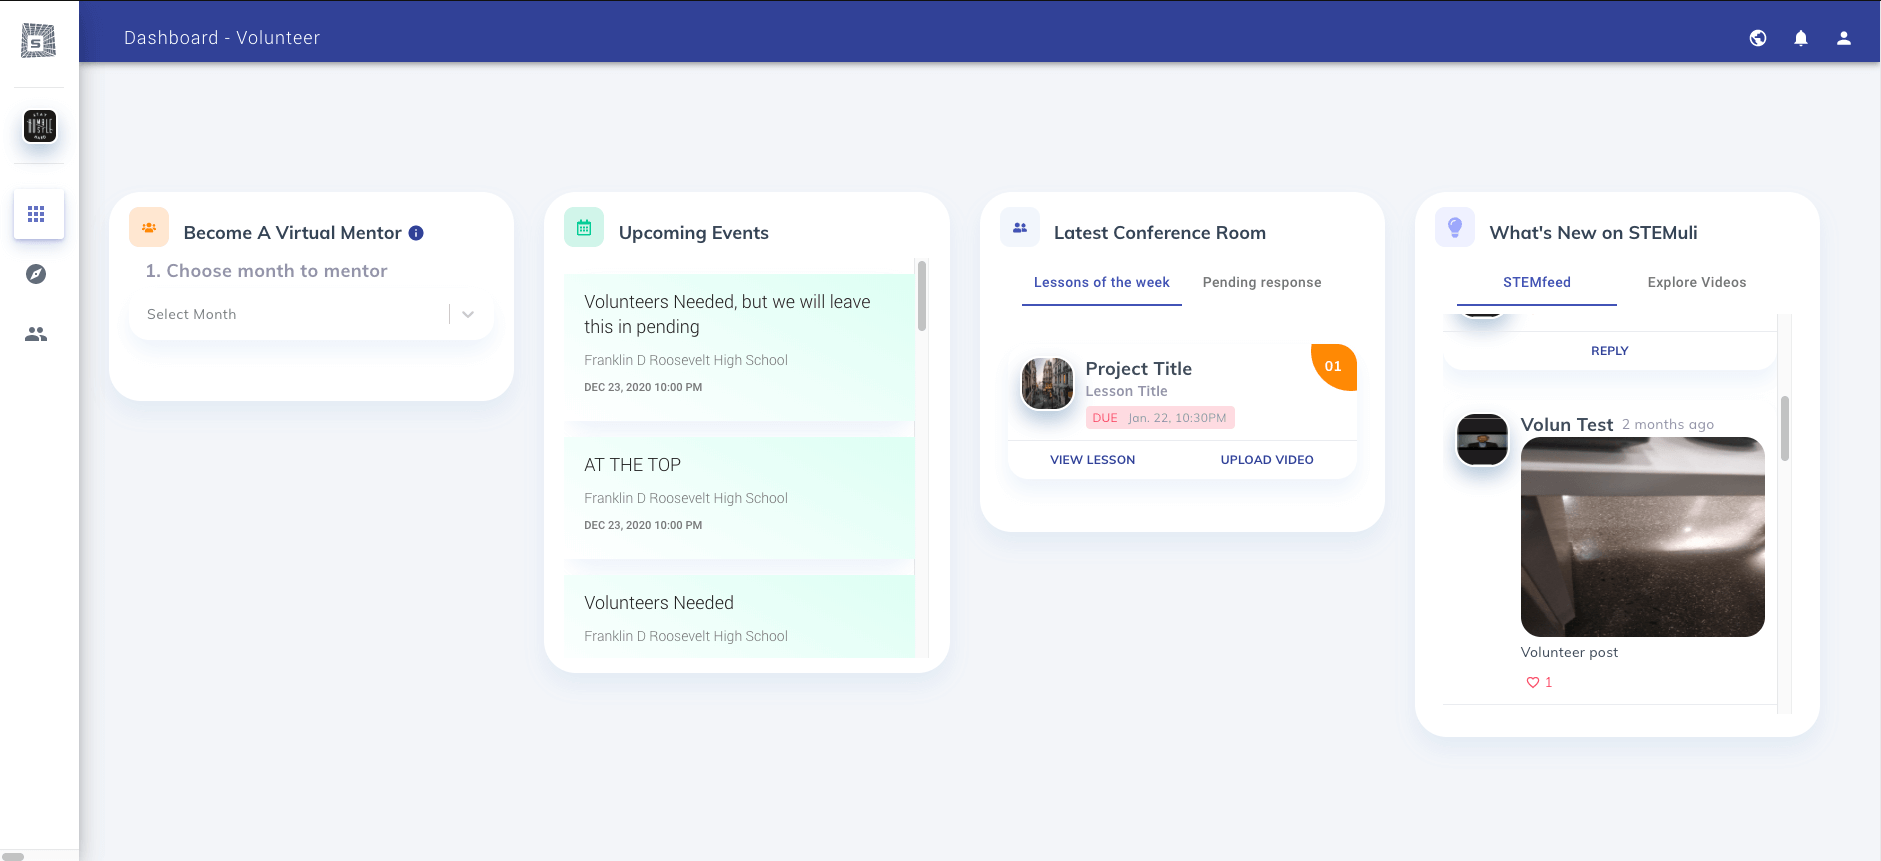 S
Dashboard - Volunteer
Become A Virtual Mentor
1. Choose month to mentor
Select Month
Upcoming Events
Volunteers Needed, but we will leave
this in pending
Franklin D Roosevelt High School
DEC 23, 2020 10:00 PM
AT THE TOP
Franklin D Roosevelt High School
DEC 23, 2020 10:00 PM
Volunteers Needed
Franklin D Roosevelt High School
Latest Conference Room
Lessons of the week Pending response
Project Title
01
Lesson Title
DUE Jan. 22, 10:30PM
VIEW LESSON UPLOAD VIDEO
What's New on STEMuli
STEMfeed Explore Videos
REPLY
Volun Test 2 months ago
Volunteer post
1